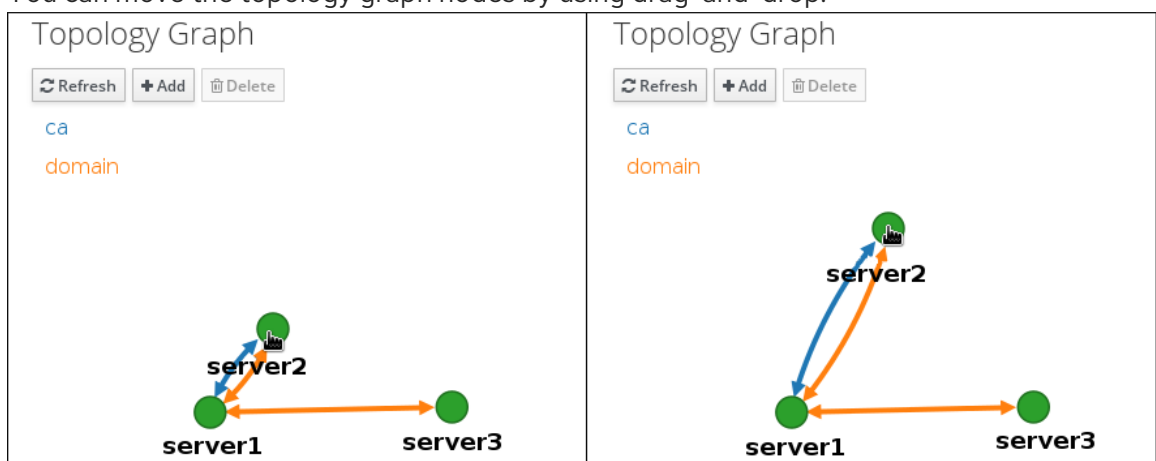 You can move the topology graph nodes by using drag-and-drop.
Topology Graph
Refresh Add Delete
ca
domain
server2
server1
server3
Topology Graph
Refresh Add Delete
ca
domain
server2
server1
server3